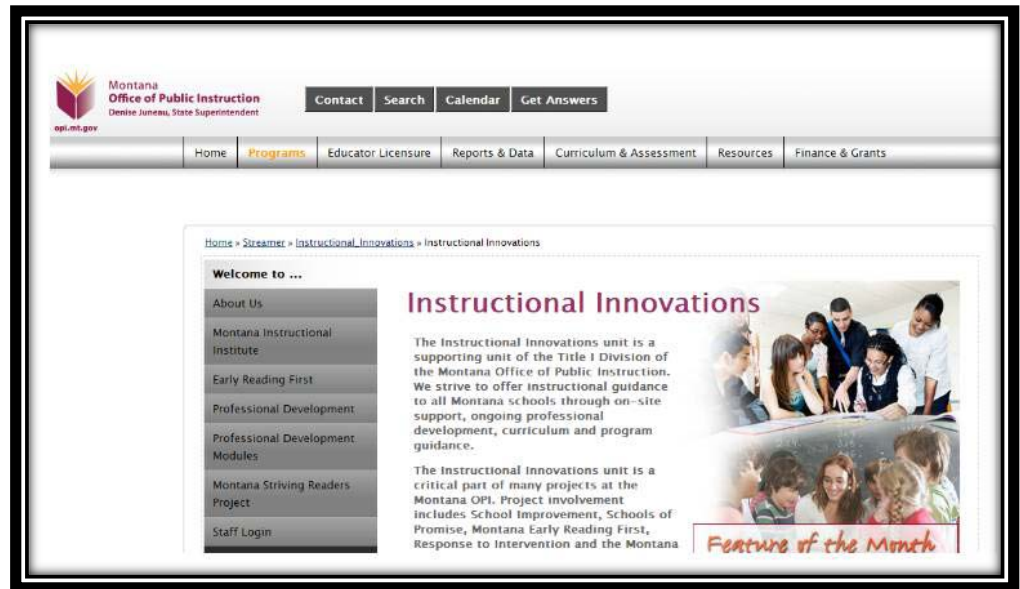 Montana
Office of Public Instruction
Denise Juneau, State Superintendent
opi.mt.gov
Contact Search Calendar Get Answers
Home Programs Educator Licensure Reports & Data Curriculum & Assessment Resources Finance & Grants
Home » Streamer » Instructional_Innovations » Instructional Innovations
Welcome to ...
About Us
Montana Instructional
Institute
Early Reading First
Professional Development
Professional Development
Modules
Montana Striving Readers
Project
Staff Login
Instructional Innovations
The Instructional Innovations unit is a
supporting unit of the Title I Division of
the Montana Office of Public Instruction.
We strive to offer instructional guidance
to all Montana schools through on-site
support, ongoing professional
development, curriculum and program
guidance.
The Instructional Innovations unit is a
critical part of many projects at the
Montana OPI. Project involvement
includes School Improvement, Schools of
Promise, Montana Early Reading First,
Response to Intervention and the Montana
Feature of the Month